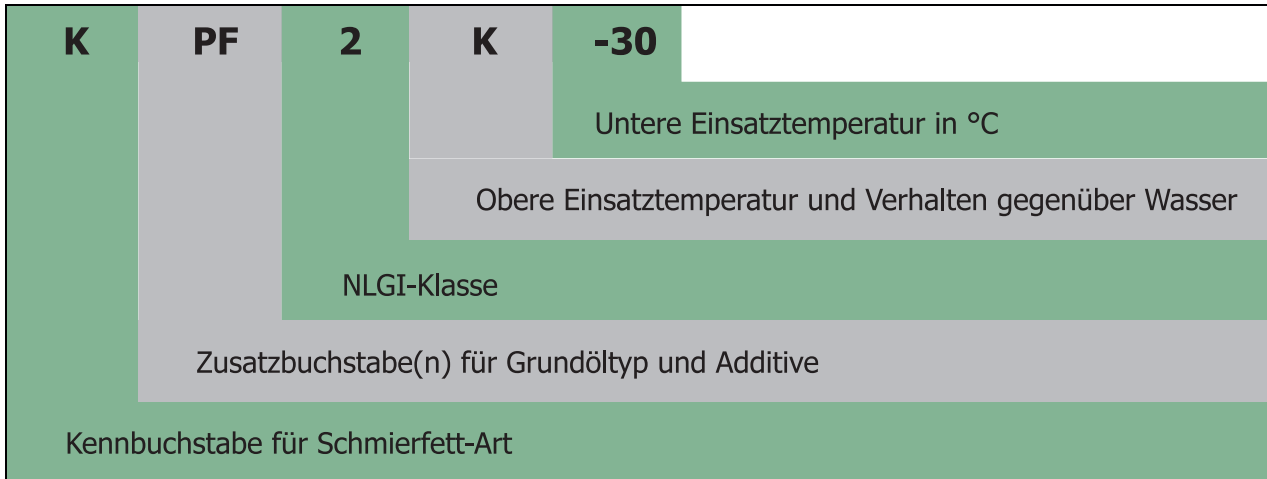 K PF 2 K -30
Untere Einsatztemperatur in °C
Obere Einsatztemperatur und Verhalten gegenüber Wasser
NLGI-Klasse
Zusatzbuchstabe(n) für Grundöltyp und Additive
Kennbuchstabe für Schmierfett-Art